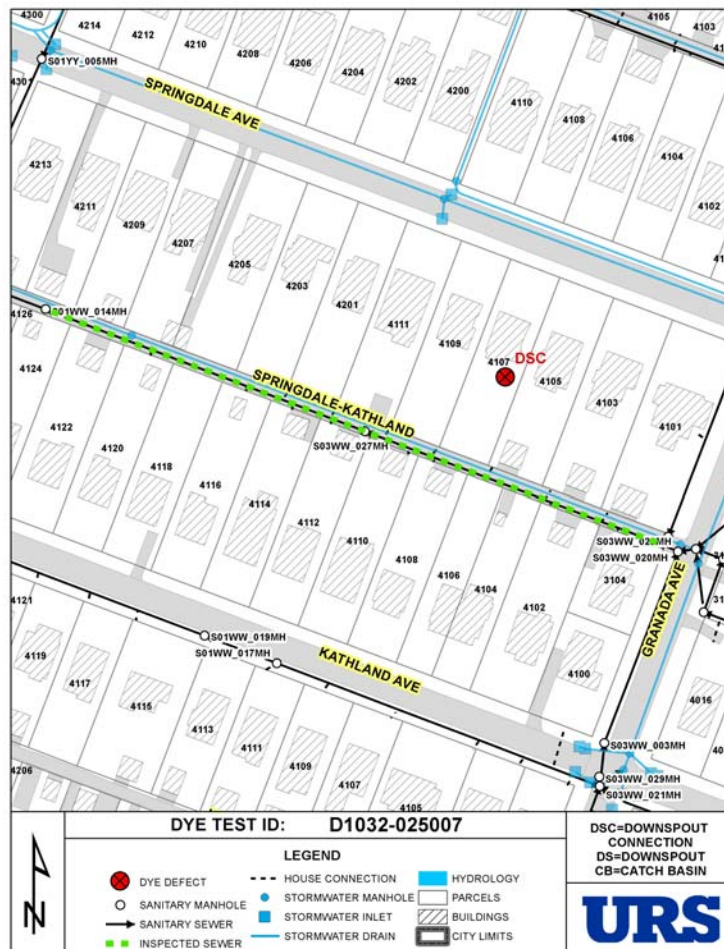 4300
4214
4212
4210
4208
4206
4204
4202
4200
4110
4108
4106
4104
4102
4105
4103
S01YY_005MH
4301
SPRINGDALE AVE
4213
4211
4209
4207
4205
4203
4201
4111
4109
4107
DSC
4105
4103
4101
4126
S01WW_014MH
4124
SPRINGDALE-KATHLAND
S03WW_027MH
4122
4120
4118
4116
4114
4112
4110
4108
4106
4104
4102
S03WW_020MH
3104
GRANADA AVE
4121
S01WW_019MH
S01WW_017MH
KATHLAND AVE
4100
4119
4117
4115
4113
4111
4109
4107
4105
4016
S03WW_003MH
S03WW_029MH
S03WW_021MH
4206
DYE TEST ID: D1032-025007
LEGEND
DYE DEFECT
SANITARY MANHOLE
SANITARY SEWER
INSPECTED SEWER
HOUSE CONNECTION
STORMWATER MANHOLE
STORMWATER INLET
STORMWATER DRAIN
HYDROLOGY
PARCELS
BUILDINGS
CITY LIMITS
DSC=DOWNSPOUT
CONNECTION
DS=DOWNSPOUT
CB=CATCH BASIN
N
URS